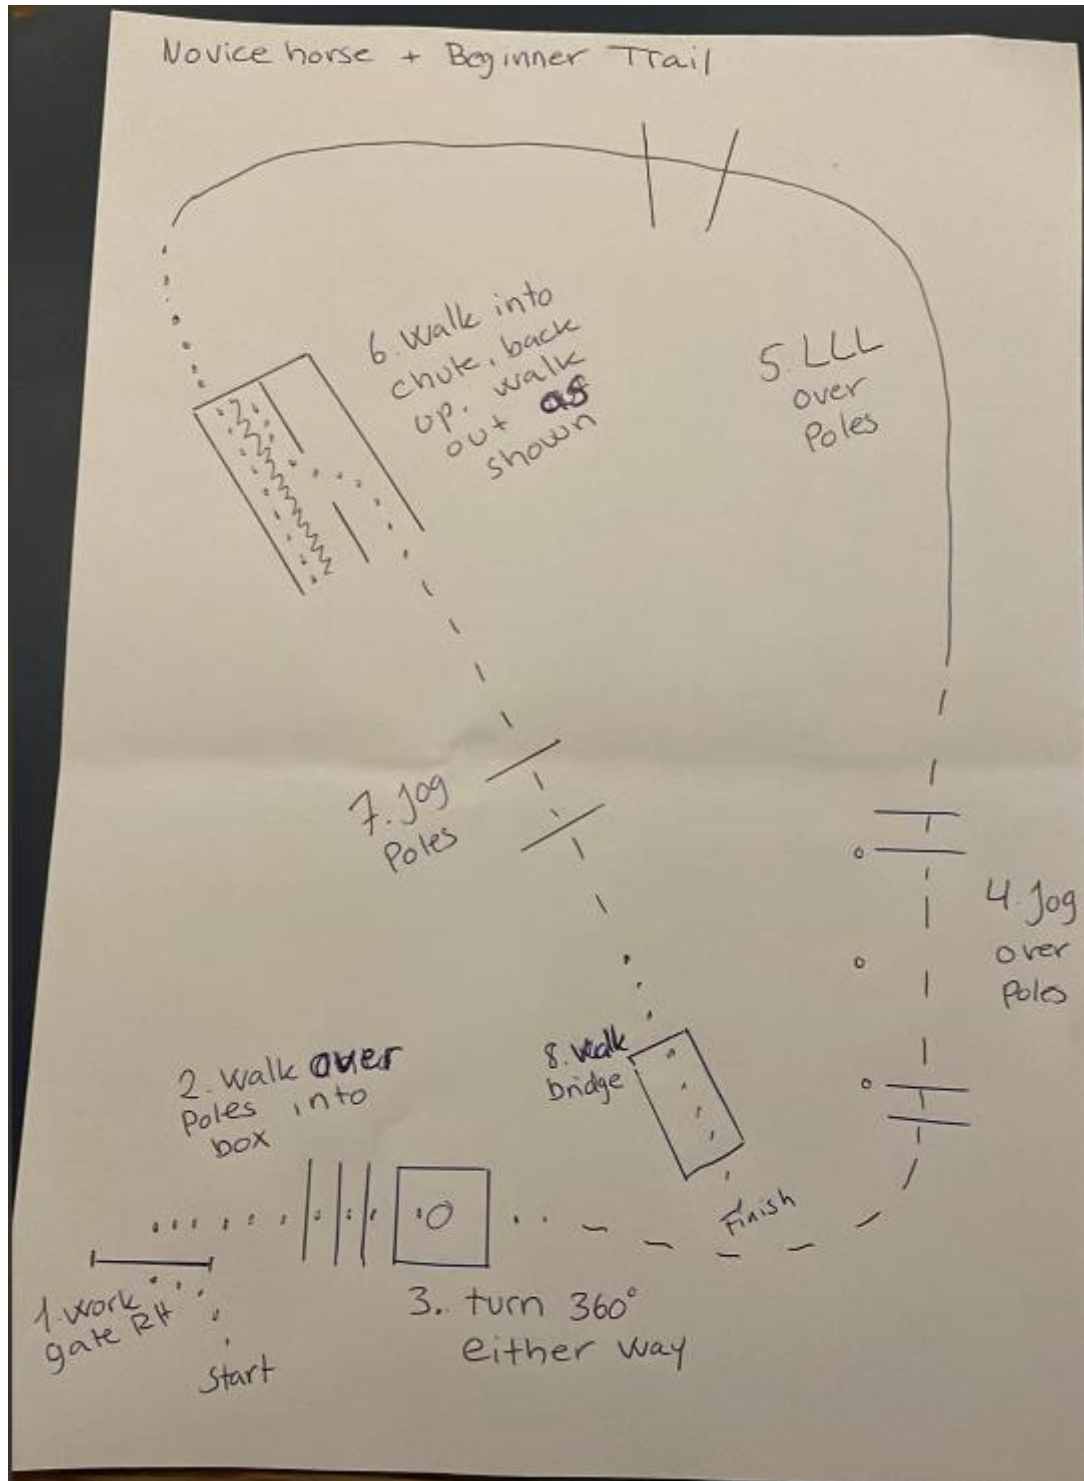 Novice horse + Beginner Trail
6. Walk into
chute, back
up. walk
out as
shown
5. LLL
over
Poles
7. Jog
Poles
4. Jog
over
Poles
2. Walk over
Poles into
box
8. walk
bridge
Finish
1. Work
gate RH
Start
3. turn 360°
either way